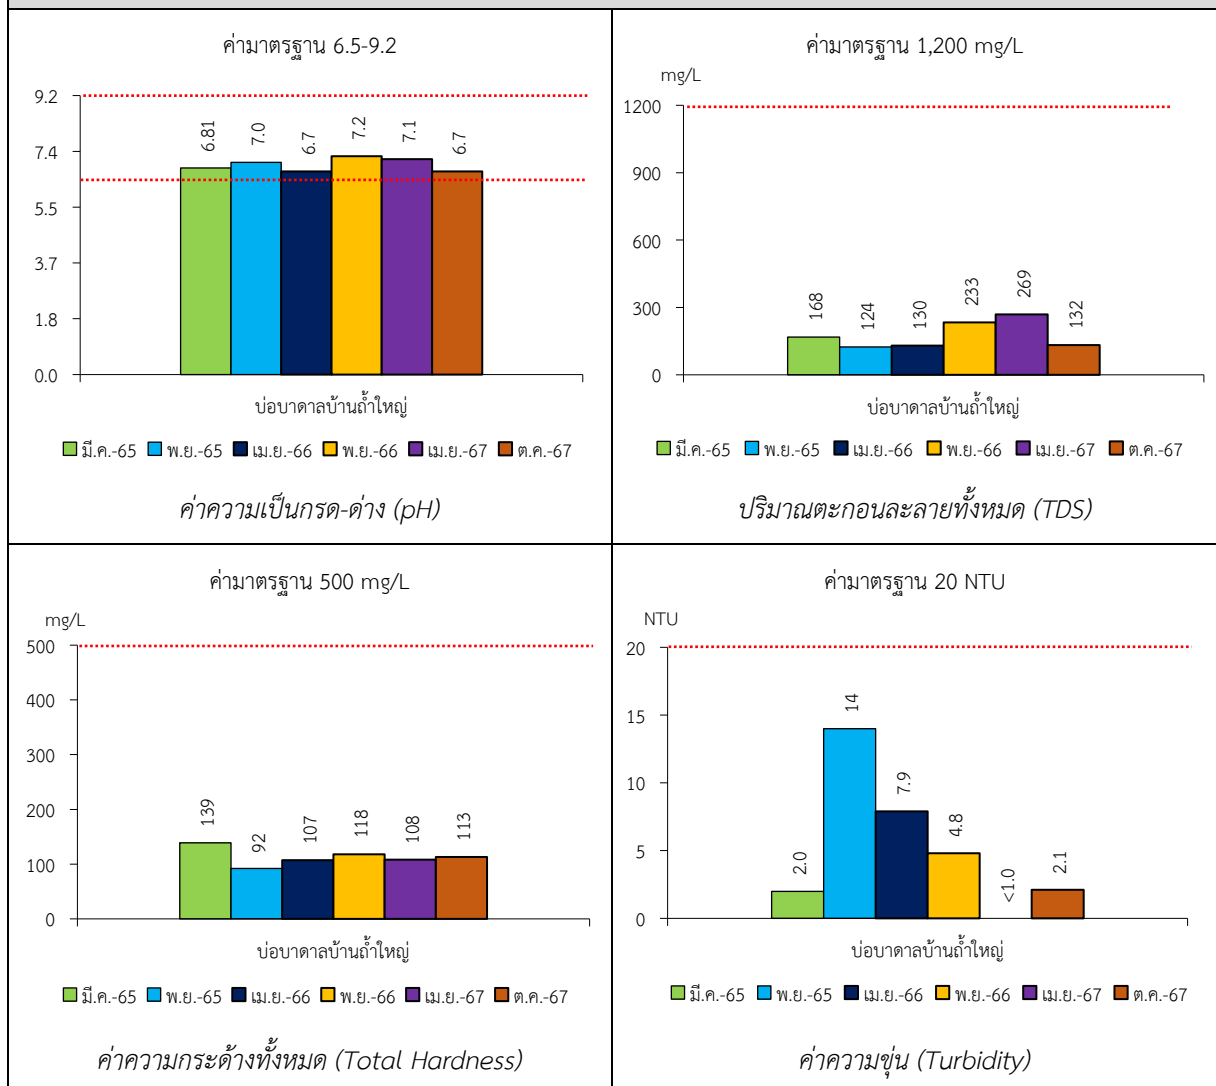 ค่ามาตรฐาน 6.5-9.2
9.2
7.4
5.5
3.7
1.8
0.0
6.81
7.0
6.7
7.2
7.1
6.7
บ่อบาดาลบ้านถ้ำใหญ่
มี.ค.-65 พ.ย.-65 เม.ย.-66 พ.ย.-66 เม.ย.-67 ต.ค.-67
ค่าความเป็นกรด-ด่าง (pH)
ค่ามาตรฐาน 1,200 mg/L
mg/L
1200
900
600
300
0
168
124
130
233
269
132
บ่อบาดาลบ้านถ้ำใหญ่
มี.ค.-65 พ.ย.-65 เม.ย.-66 พ.ย.-66 เม.ย.-67 ต.ค.-67
ปริมาณตะกอนละลายทั้งหมด (TDS)
ค่ามาตรฐาน 500 mg/L
mg/L
500
400
300
200
100
0
139
92
107
118
108
113
บ่อบาดาลบ้านถ้ำใหญ่
มี.ค.-65 พ.ย.-65 เม.ย.-66 พ.ย.-66 เม.ย.-67 ต.ค.-67
ค่าความกระด้างทั้งหมด (Total Hardness)
ค่ามาตรฐาน 20 NTU
NTU
20
15
10
5
0
2.0
14
7.9
4.8
<1.0
2.1
บ่อบาดาลบ้านถ้ำใหญ่
มี.ค.-65 พ.ย.-65 เม.ย.-66 พ.ย.-66 เม.ย.-67 ต.ค.-67
ค่าความขุ่น (Turbidity)